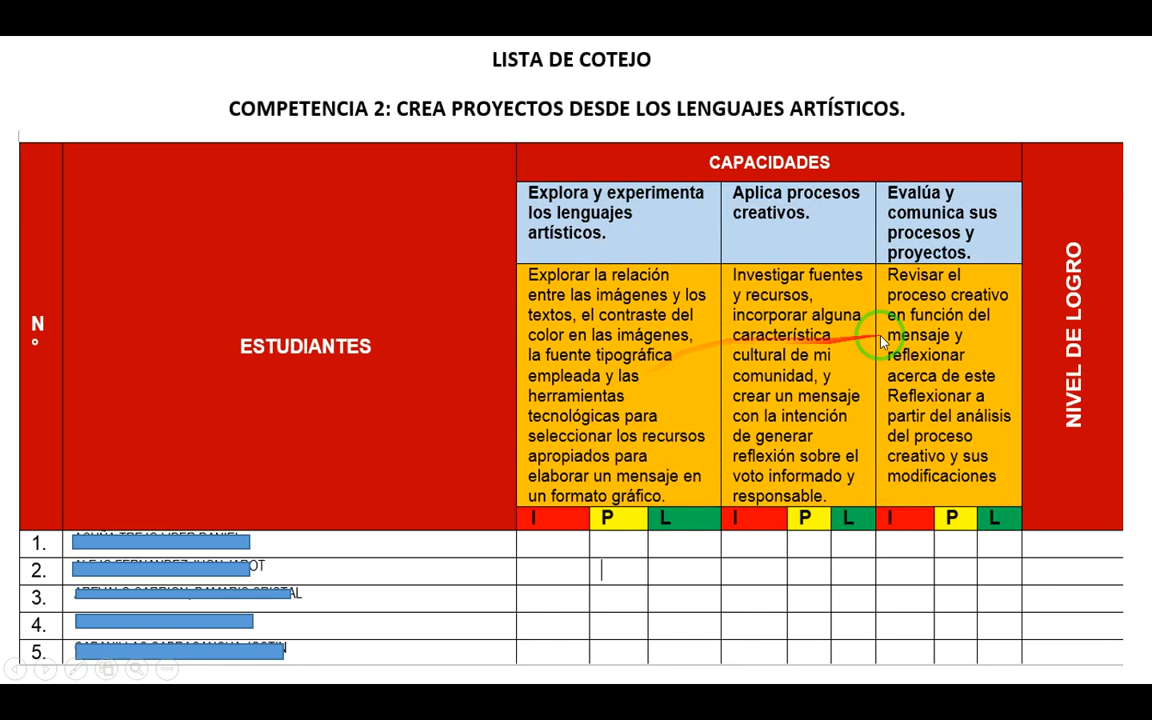 LISTA DE COTEJO
COMPETENCIA 2: CREA PROYECTOS DESDE LOS LENGUAJES ARTÍSTICOS.
N
°
ESTUDIANTES
CAPACIDADES
NIVEL DE LOGRO
Explora y experimenta
los lenguajes
artísticos.
Aplica procesos
creativos.
Evalúa y
comunica sus
procesos y
proyectos.
Explorar la relación
entre las imágenes y los
textos, el contraste del
color en las imágenes,
la fuente tipográfica
empleada y las
herramientas
tecnológicas para
seleccionar los recursos
apropiados para
elaborar un mensaje en
un formato gráfico.
Investigar fuentes
y recursos,
incorporar alguna
característica
cultural de mi
comunidad, y
crear un mensaje
con la intención
de generar
reflexión sobre el
voto informado y
responsable.
Revisar el
proceso creativo
en función del
mensaje y
reflexionar
acerca de este
Reflexionar a
partir del análisis
del proceso
creativo y sus
modificaciones
I P L I P L I P L
1.
2.
3.
4.
5.